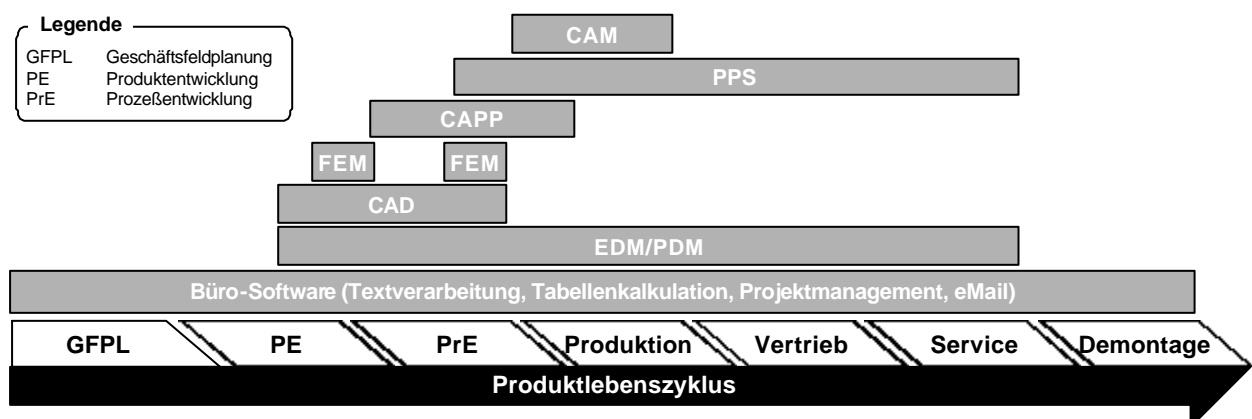 Legende
GFPL Geschäftsfeldplanung
PE Produktentwicklung
PrE Prozeßentwicklung
CAM
PPS
CAPP
FEM FEM
CAD
EDM/PDM
Büro-Software (Textverarbeitung, Tabellenkalkulation, Projektmanagement, eMail)
GFPL PE PrE Produktion Vertrieb Service Demontage
Produktlebenszyklus